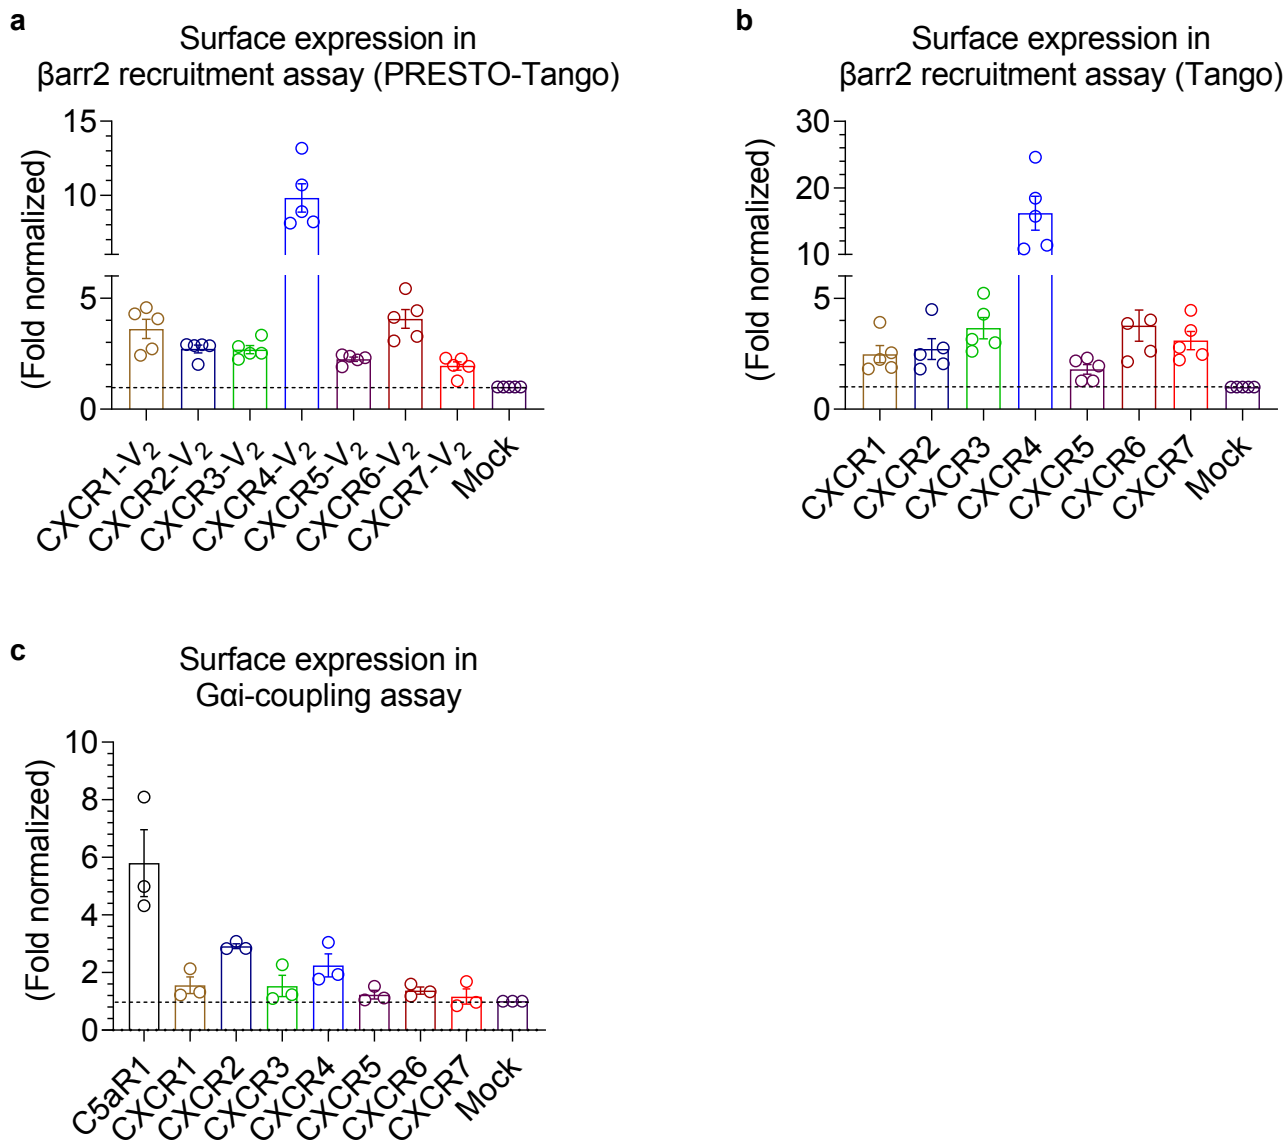 a
Surface expression in
βarr2 recruitment assay (PRESTO-Tango)
(Fold normalized)
15
10
5
0
CXCR1-V₂
CXCR2-V₂
CXCR3-V₂
CXCR4-V₂
CXCR5-V₂
CXCR6-V₂
CXCR7-V₂
Mock
b
Surface expression in
βarr2 recruitment assay (Tango)
(Fold normalized)
30
20
10
5
0
CXCR1
CXCR2
CXCR3
CXCR4
CXCR5
CXCR6
CXCR7
Mock
c
Surface expression in
Gαi-coupling assay
(Fold normalized)
10
8
6
4
2
0
C5aR1
CXCR1
CXCR2
CXCR3
CXCR4
CXCR5
CXCR6
CXCR7
Mock